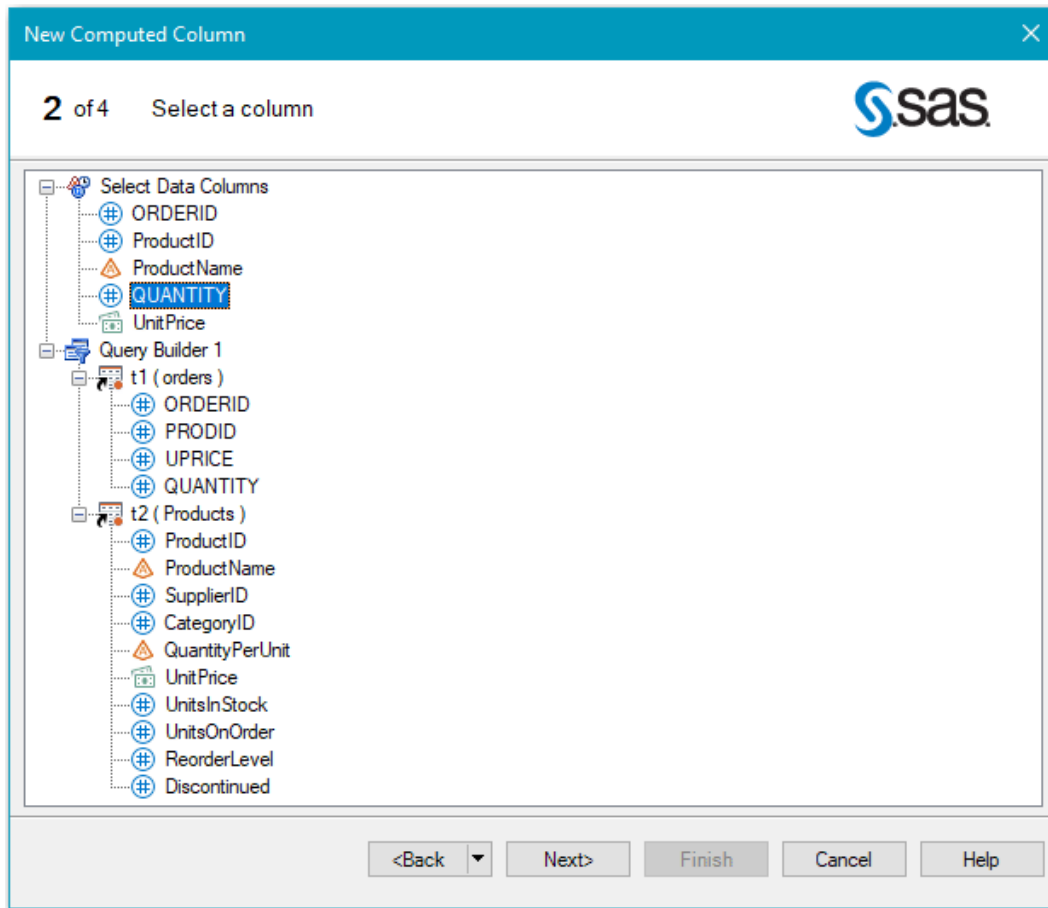 New Computed Column
2 of 4 Select a column
sas
Select Data Columns
ORDERID
ProductID
ProductName
QUANTITY
UnitPrice
Query Builder 1
t1 ( orders )
ORDERID
PRODID
UPRICE
QUANTITY
t2 ( Products )
ProductID
ProductName
SupplierID
CategoryID
QuantityPerUnit
UnitPrice
UnitsInStock
UnitsOnOrder
ReorderLevel
Discontinued
<Back Next> Finish Cancel Help